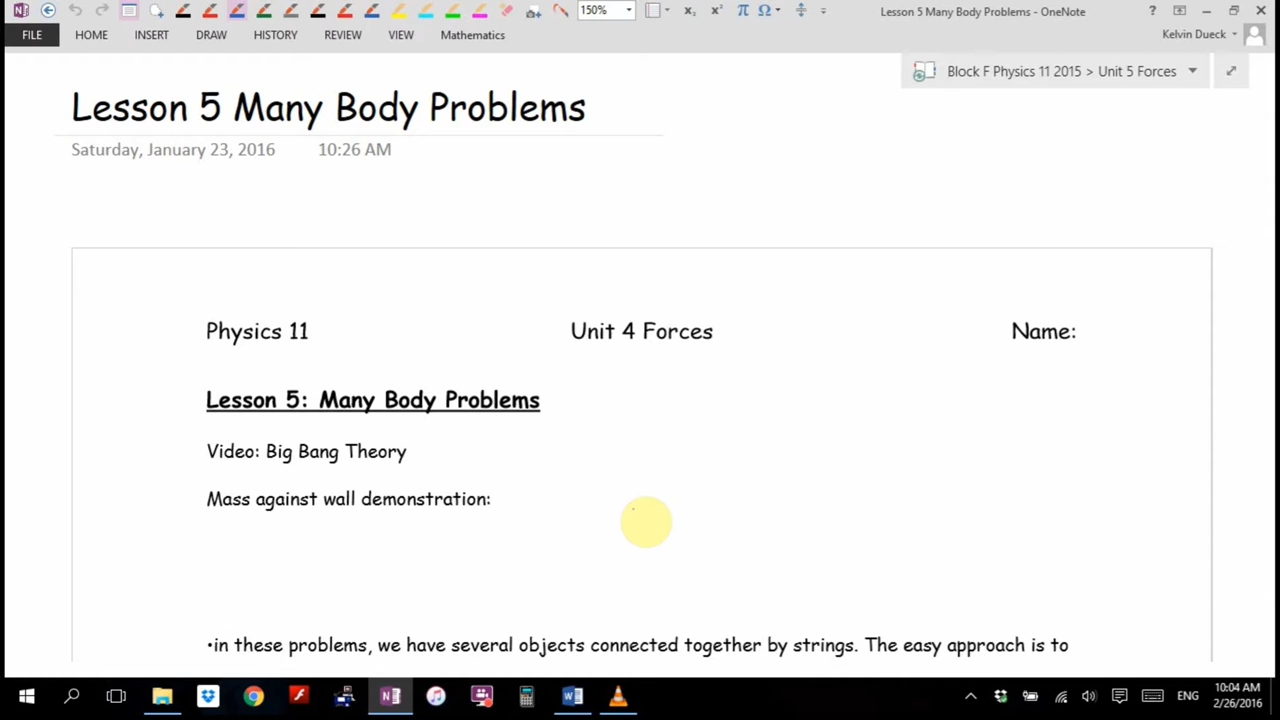 150%
x₂ x² π Ω
Lesson 5 Many Body Problems - OneNote
?
FILE HOME INSERT DRAW HISTORY REVIEW VIEW Mathematics
Kelvin Dueck
Block F Physics 11 2015 > Unit 5 Forces
Lesson 5 Many Body Problems
Saturday, January 23, 2016 10:26 AM
Physics 11 Unit 4 Forces Name:
Lesson 5: Many Body Problems
Video: Big Bang Theory
Mass against wall demonstration:
•in these problems, we have several objects connected together by strings. The easy approach is to
ENG
10:04 AM
2/26/2016